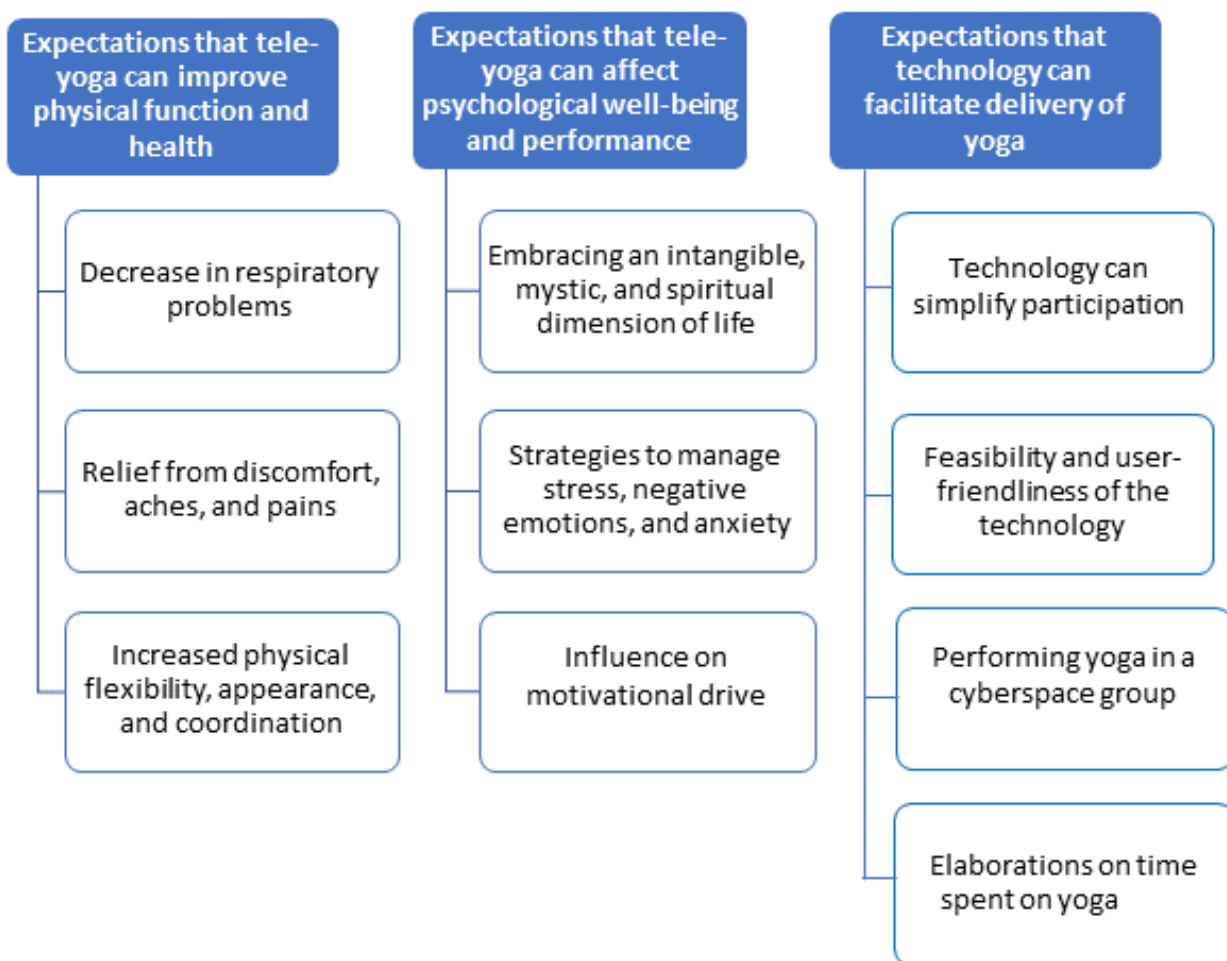 Expectations that tele-
yoga can improve
physical function and
health
Decrease in respiratory
problems
Relief from discomfort,
aches, and pains
Increased physical
flexibility, appearance,
and coordination
Expectations that tele-
yoga can affect
psychological well-being
and performance
Embracing an intangible,
mystic, and spiritual
dimension of life
Strategies to manage
stress, negative
emotions, and anxiety
Influence on
motivational drive
Expectations that
technology can
facilitate delivery of
yoga
Technology can
simplify participation
Feasibility and user-
friendliness of the
technology
Performing yoga in a
cyberspace group
Elaborations on time
spent on yoga